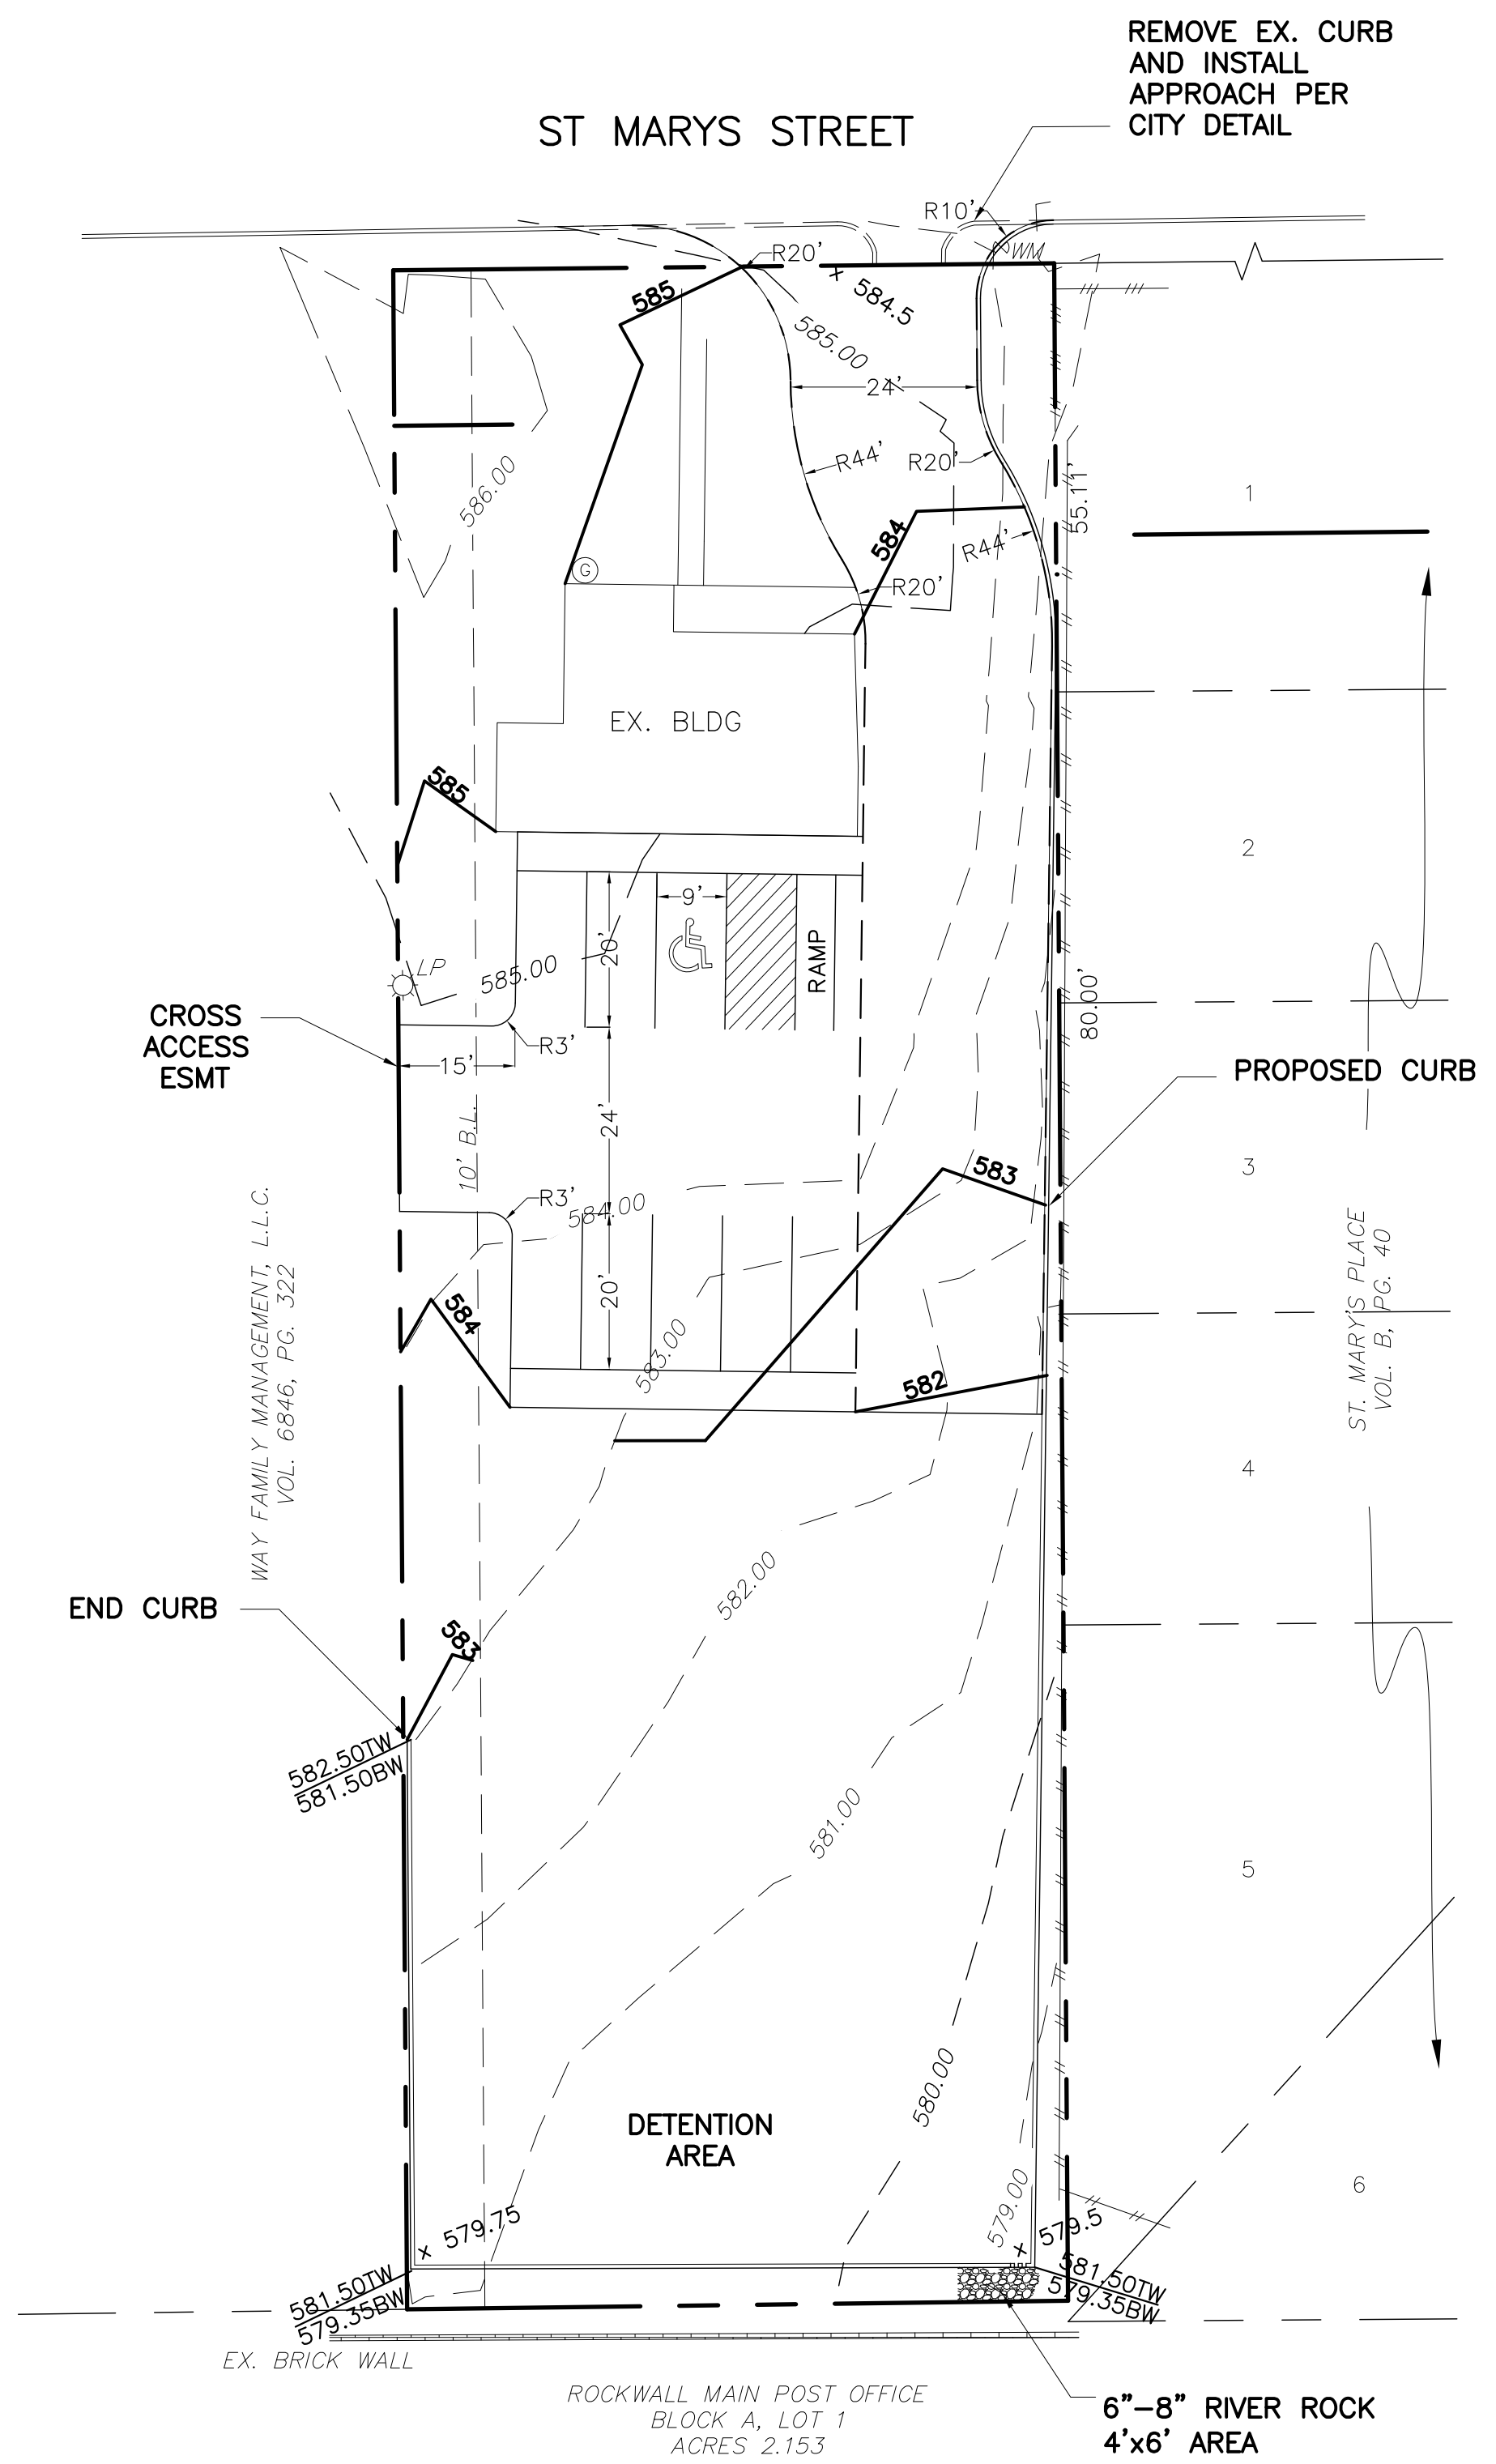 REMOVE EX. CURB
AND INSTALL
APPROACH PER
CITY DETAIL
ST MARYS STREET
R10'
WM
R20'
585
584.5
585.00
24'
R44'
R20'
586.00
55.11'
1
584
R44'
G
R20'
EX. BLDG
585
2
9'
20'
RAMP
LP
585.00
80.00'
CROSS
ACCESS
ESMT
R3'
15'
PROPOSED CURB
24'
10' B.L.
583
3
R3'
584.00
WAY FAMILY MANAGEMENT, L.L.C.
VOL. 6846, PG. 322
ST. MARY'S PLACE
VOL. B, PG. 40
20'
584
583.00
582
4
582.00
END CURB
583
582.50TW
581.50BW
581.00
5
580.00
DETENTION
AREA
579.00
6
579.75
579.5
581.50TW
579.35BW
581.50TW
579.35BW
EX. BRICK WALL
ROCKWALL MAIN POST OFFICE
BLOCK A, LOT 1
ACRES 2.153
6"-8" RIVER ROCK
4'x6' AREA